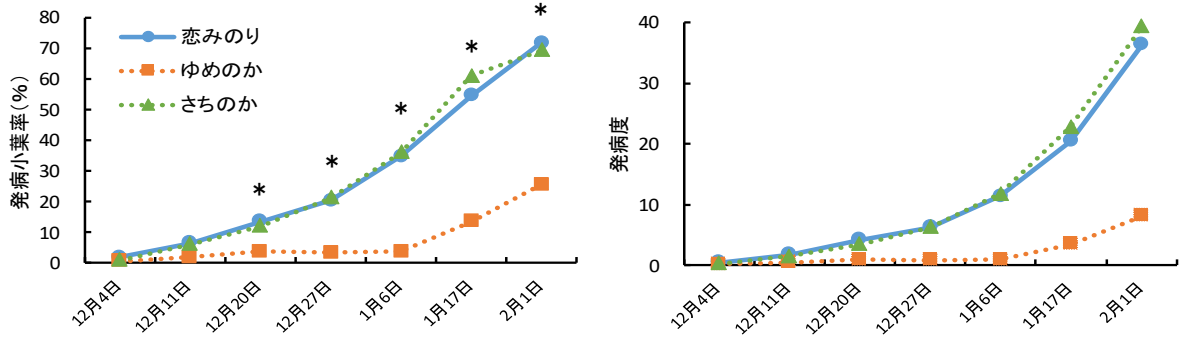 発病小葉率(%)
80
70
60
50
40
30
20
10
0
恋みのり
ゆめのか
さちのか
*
*
*
*
*
12月4日
12月11日
12月20日
12月27日
1月6日
1月17日
2月1日
発病度
40
30
20
10
0
12月4日
12月11日
12月20日
12月27日
1月6日
1月17日
2月1日